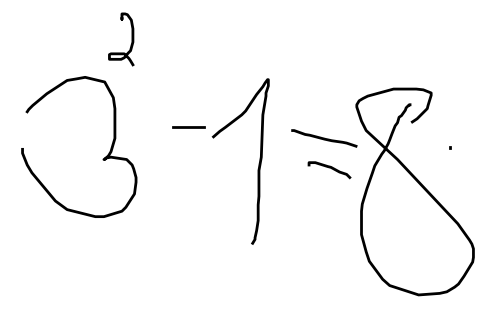 3² - 1 = 8